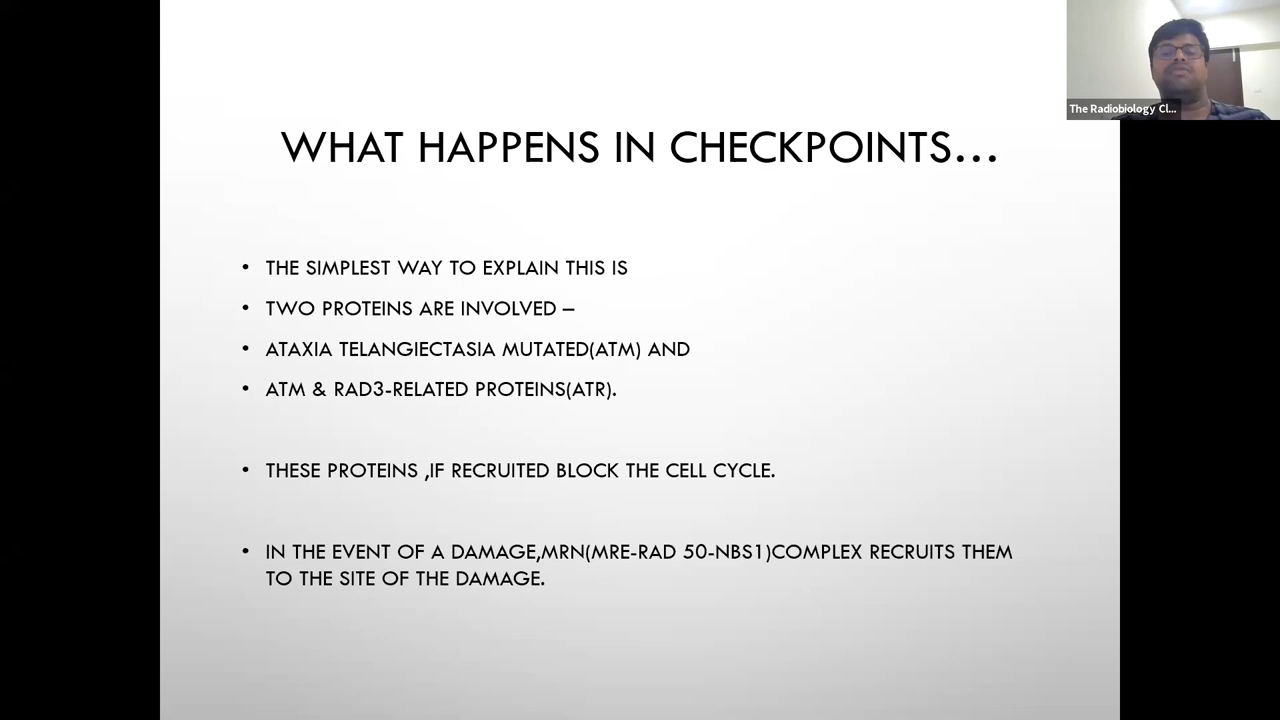 The Radiobiology Cl...
WHAT HAPPENS IN CHECKPOINTS...
• THE SIMPLEST WAY TO EXPLAIN THIS IS
• TWO PROTEINS ARE INVOLVED –
• ATAXIA TELANGIECTASIA MUTATED(ATM) AND
• ATM & RAD3-RELATED PROTEINS(ATR).
• THESE PROTEINS ,IF RECRUITED BLOCK THE CELL CYCLE.
• IN THE EVENT OF A DAMAGE,MRN(MRE-RAD 50-NBS1)COMPLEX RECRUITS THEM
TO THE SITE OF THE DAMAGE.